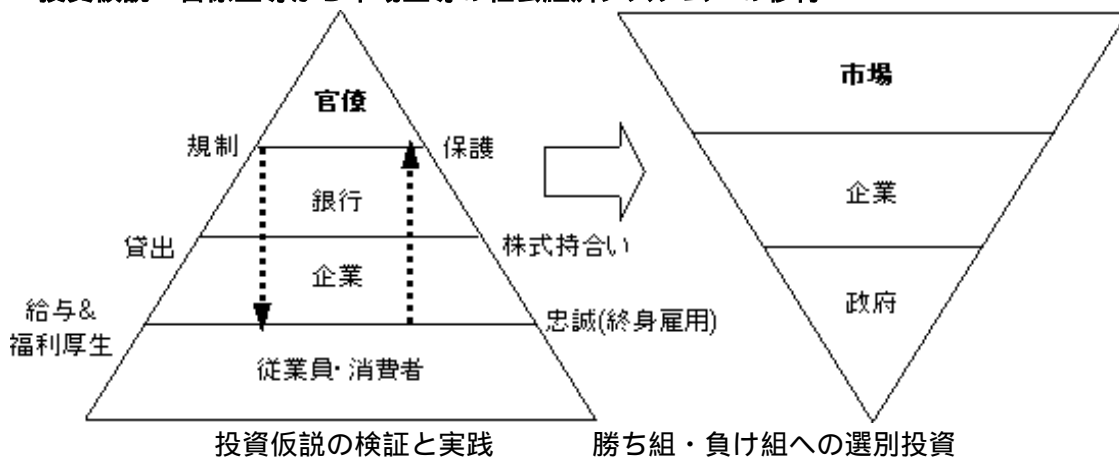 官僚
市場
規制
保護
銀行
企業
貸出
株式持合い
企業
給与&
福利厚生
政府
忠誠(終身雇用)
従業員・消費者
投資仮説の検証と実践
勝ち組・負け組への選別投資